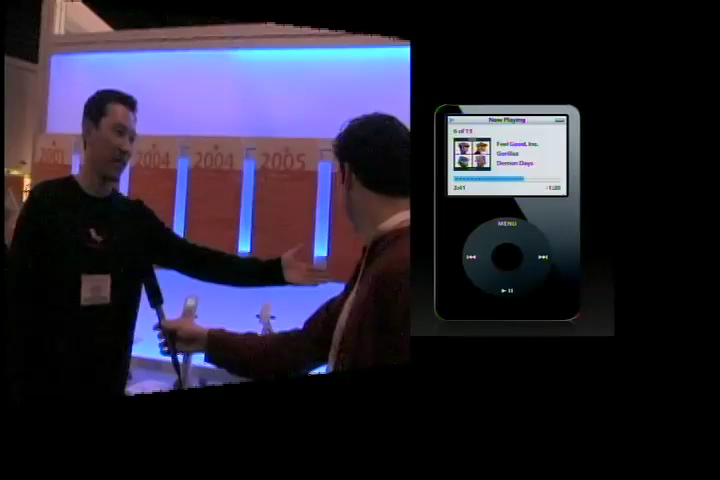 2001
2004
2004
2005
Now Playing
6 of 15
Feel Good, Inc.
Gorillaz
Demon Days
2:41
-1:20
MENU